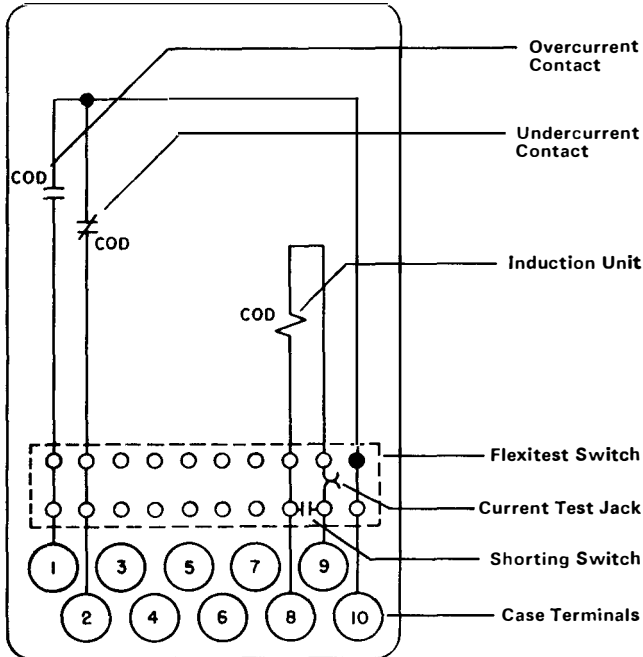 Overcurrent
Contact
Undercurrent
Contact
COD
COD
Induction Unit
COD
Flexitest Switch
Current Test Jack
Shorting Switch
1 3 5 7 9
2 4 6 8 10
Case Terminals